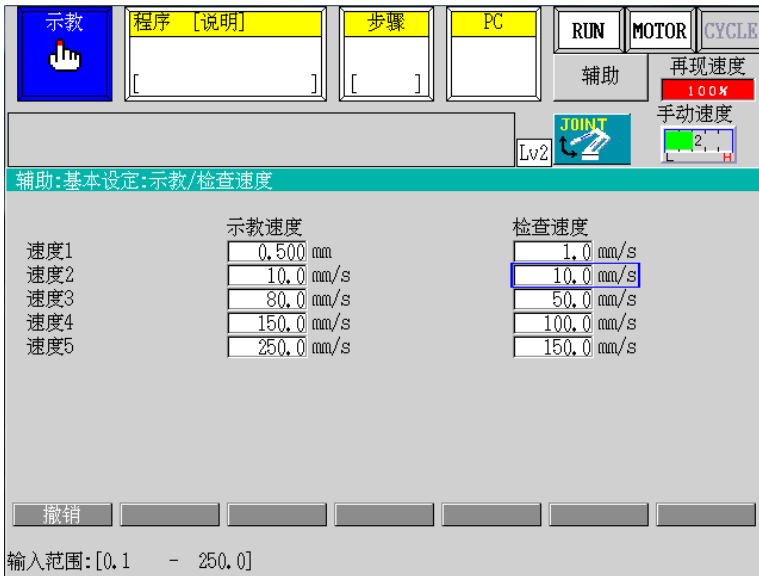 示教 程序 [说明] 步骤 PC RUN MOTOR CYCLE
[ ] [ ] 辅助 再现速度
100%
手动速度
JOINT 2
Lv2 L H
辅助:基本设定:示教/检查速度
示教速度 检查速度
速度1 0.500 mm 1.0 mm/s
速度2 10.0 mm/s 10.0 mm/s
速度3 80.0 mm/s 50.0 mm/s
速度4 150.0 mm/s 100.0 mm/s
速度5 250.0 mm/s 150.0 mm/s
撤销
输入范围:[0.1 - 250.0]